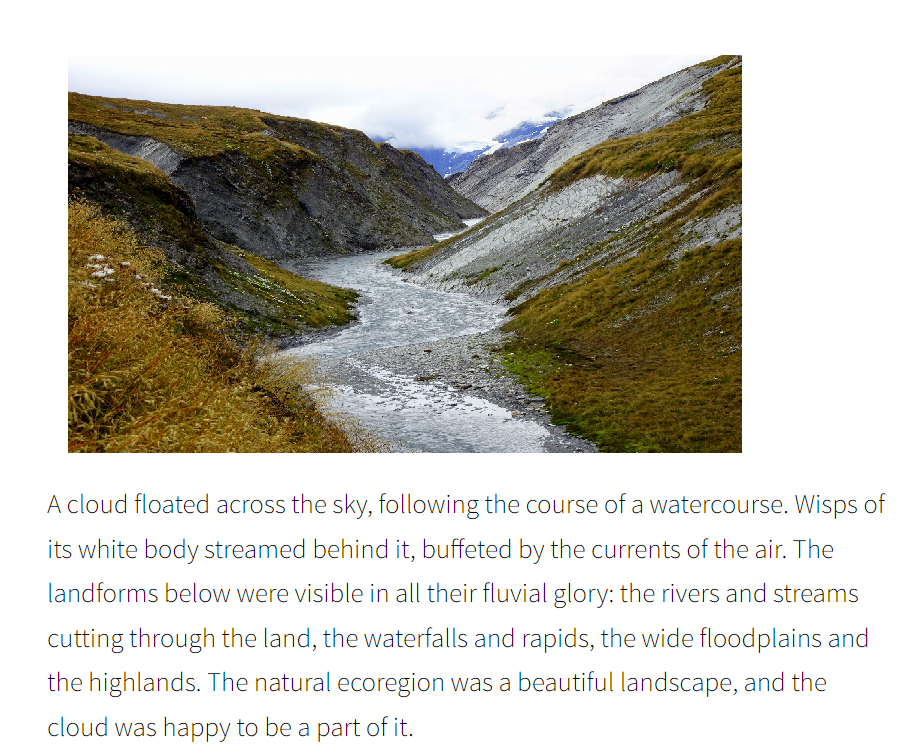 A cloud floated across the sky, following the course of a watercourse. Wisps of
its white body streamed behind it, buffeted by the currents of the air. The
landforms below were visible in all their fluvial glory: the rivers and streams
cutting through the land, the waterfalls and rapids, the wide floodplains and
the highlands. The natural ecoregion was a beautiful landscape, and the
cloud was happy to be a part of it.